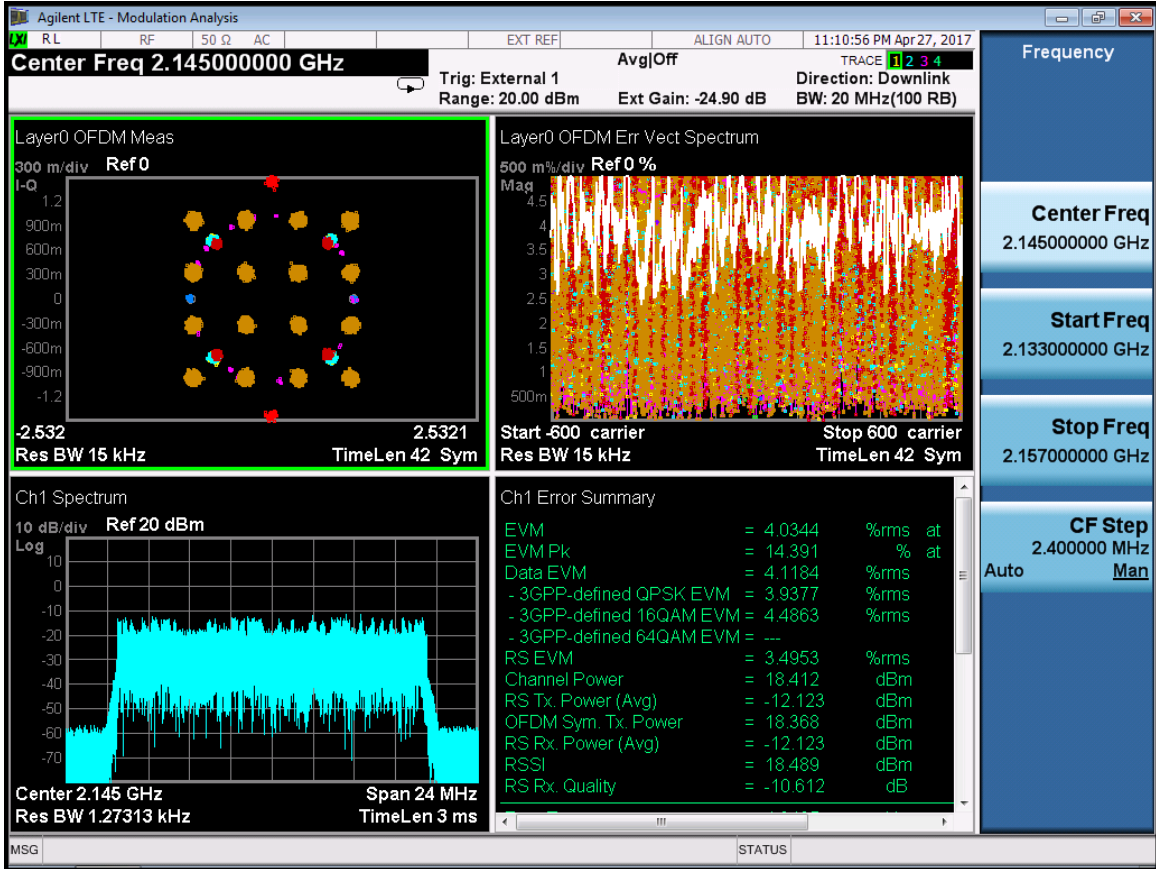 Agilent LTE - Modulation Analysis
LXI RL RF 50 Ω AC EXT REF ALIGN AUTO 11:10:56 PM Apr 27, 2017
Center Freq 2.145000000 GHz Avg|Off TRACE 1 2 3 4
Trig: External 1 Direction: Downlink
Range: 20.00 dBm Ext Gain: -24.90 dB BW: 20 MHz(100 RB)
Frequency
Center Freq
2.145000000 GHz
Start Freq
2.133000000 GHz
Stop Freq
2.157000000 GHz
CF Step
2.400000 MHz
Auto Man
Layer0 OFDM Meas
300 m/div Ref 0
I-Q
1.2
900m
600m
300m
0
-300m
-600m
-900m
-1.2
-2.532 2.5321
Res BW 15 kHz TimeLen 42 Sym
Layer0 OFDM Err Vect Spectrum
500 m%/div Ref 0 %
Mag
4.5
4
3.5
3
2.5
2
1.5
1
500m
Start -600 carrier Stop 600 carrier
Res BW 15 kHz TimeLen 42 Sym
Ch1 Spectrum
10 dB/div Ref 20 dBm
Log
10
0
-10
-20
-30
-40
-50
-60
-70
Center 2.145 GHz Span 24 MHz
Res BW 1.27313 kHz TimeLen 3 ms
Ch1 Error Summary
EVM = 4.0344 %rms at
EVM Pk = 14.391 % at
Data EVM = 4.1184 %rms
- 3GPP-defined QPSK EVM = 3.9377 %rms
- 3GPP-defined 16QAM EVM = 4.4863 %rms
- 3GPP-defined 64QAM EVM = ---
RS EVM = 3.4953 %rms
Channel Power = 18.412 dBm
RS Tx. Power (Avg) = -12.123 dBm
OFDM Sym. Tx. Power = 18.368 dBm
RS Rx. Power (Avg) = -12.123 dBm
RSSI = 18.489 dBm
RS Rx. Quality = -10.612 dB
MSG STATUS